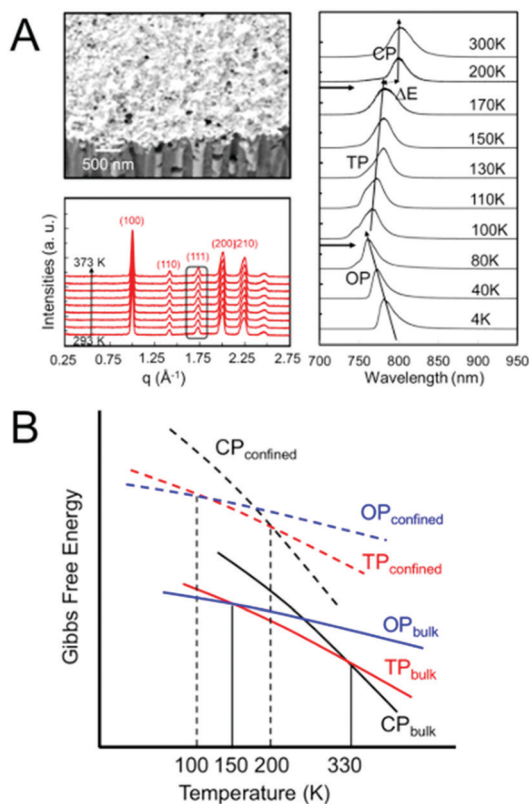 A
500 nm
Intensities (a. u.)
(100)
(110)
(111)
(200)
(210)
373 K
293 K
0.25 0.75 1.25 1.75 2.25 2.75
q (Å⁻¹)
CP
ΔE
TP
OP
300K
200K
170K
150K
130K
110K
100K
80K
40K
4K
700 750 800 850 900 950
Wavelength (nm)
B
Gibbs Free Energy
CPconfined
OPconfined
TPconfined
OPbulk
TPbulk
CPbulk
100 150 200 330
Temperature (K)